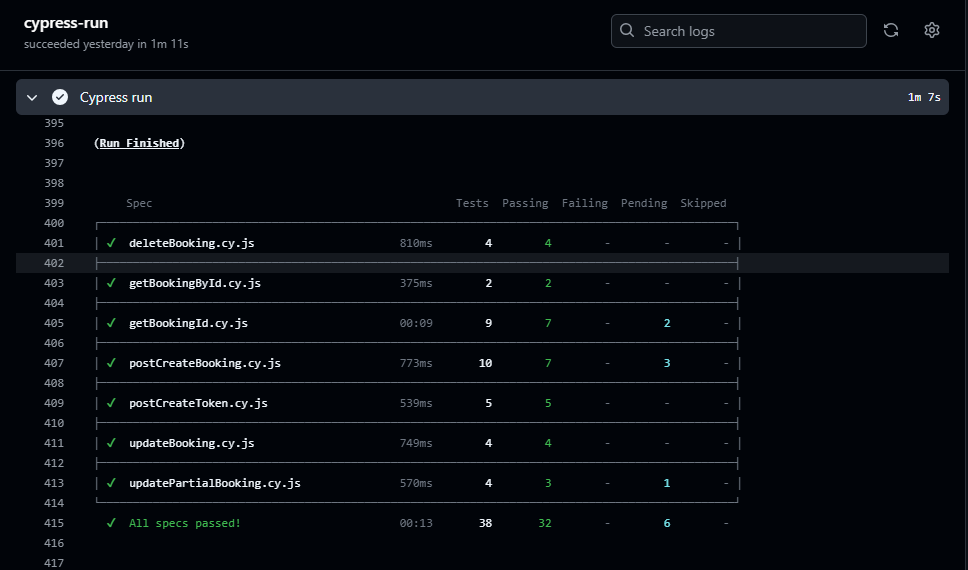 cypress-run
succeeded yesterday in 1m 11s
Search logs
Cypress run 1m 7s
395
396 (Run Finished)
397
398
399 Spec Tests Passing Failing Pending Skipped
400
401 ✓ deleteBooking.cy.js 810ms 4 4 - - -
402
403 ✓ getBookingById.cy.js 375ms 2 2 - - -
404
405 ✓ getBookingId.cy.js 00:09 9 7 - 2 -
406
407 ✓ postCreateBooking.cy.js 773ms 10 7 - 3 -
408
409 ✓ postCreateToken.cy.js 539ms 5 5 - - -
410
411 ✓ updateBooking.cy.js 749ms 4 4 - - -
412
413 ✓ updatePartialBooking.cy.js 570ms 4 3 - 1 -
414
415 ✓ All specs passed! 00:13 38 32 - 6 -
416
417